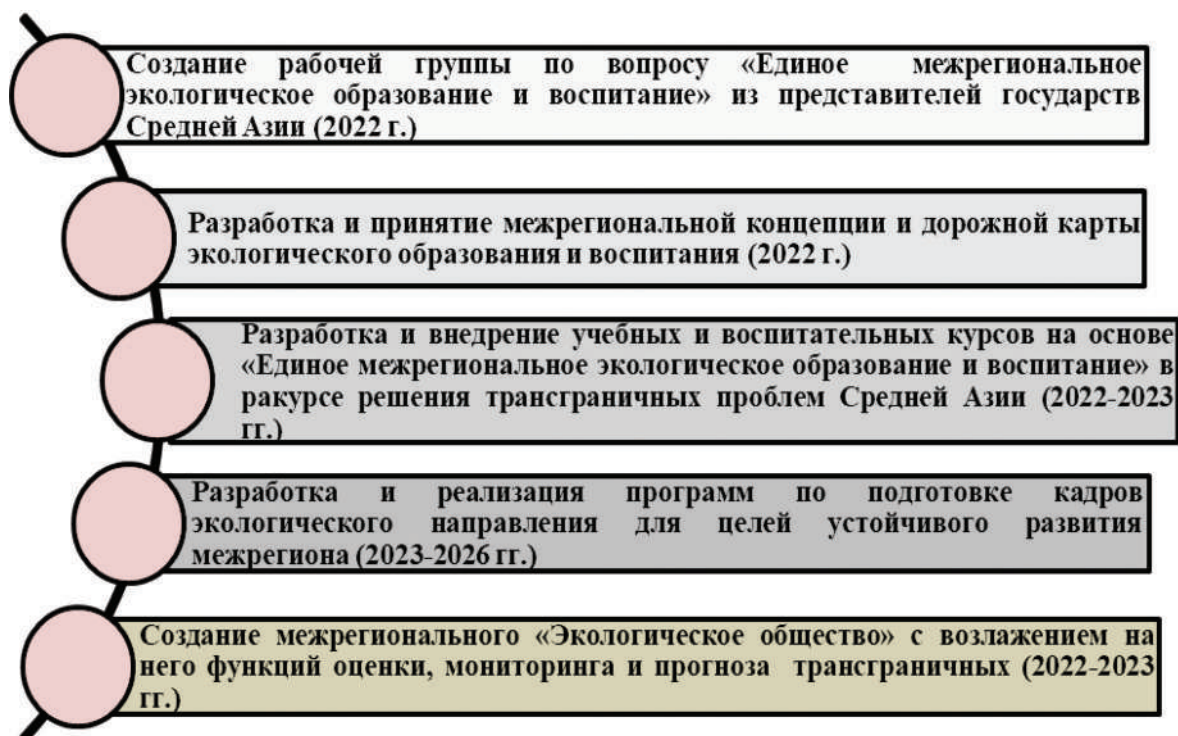 Создание рабочей группы по вопросу «Единое межрегиональное
экологическое образование и воспитание» из представителей государств
Средней Азии (2022 г.)
Разработка и принятие межрегиональной концепции и дорожной карты
экологического образования и воспитания (2022 г.)
Разработка и внедрение учебных и воспитательных курсов на основе
«Единое межрегиональное экологическое образование и воспитание» в
ракурсе решения трансграничных проблем Средней Азии (2022-2023
гг.)
Разработка и реализация программ по подготовке кадров
экологического направления для целей устойчивого развития
межрегиона (2023-2026 гг.)
Создание межрегионального «Экологическое общество» с возлажением на
него функций оценки, мониторинга и прогноза трансграничных (2022-2023
гг.)